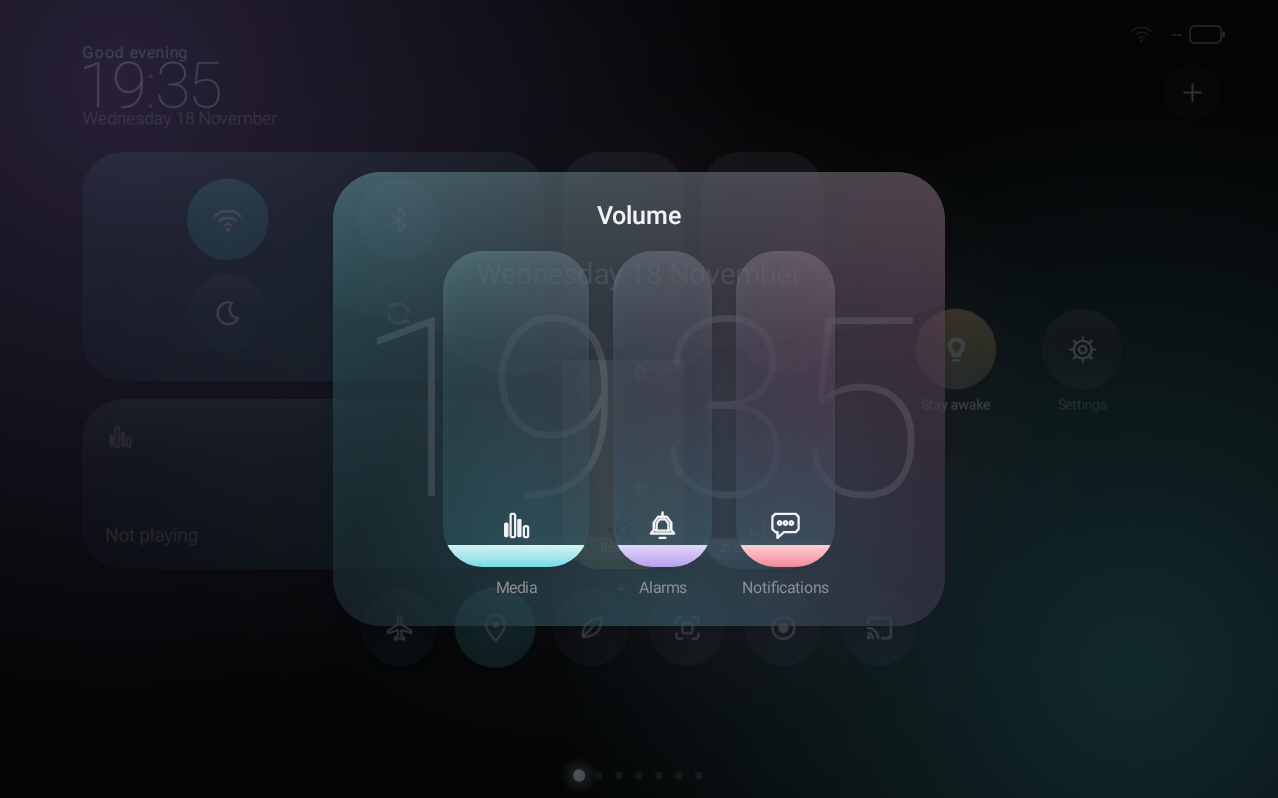 Good evening
19:35
--
Wednesday 18 November
Volume
Wednesday 18 November
19 35
Stay awake
Settings
Not playing
Media
Alarms
Notifications